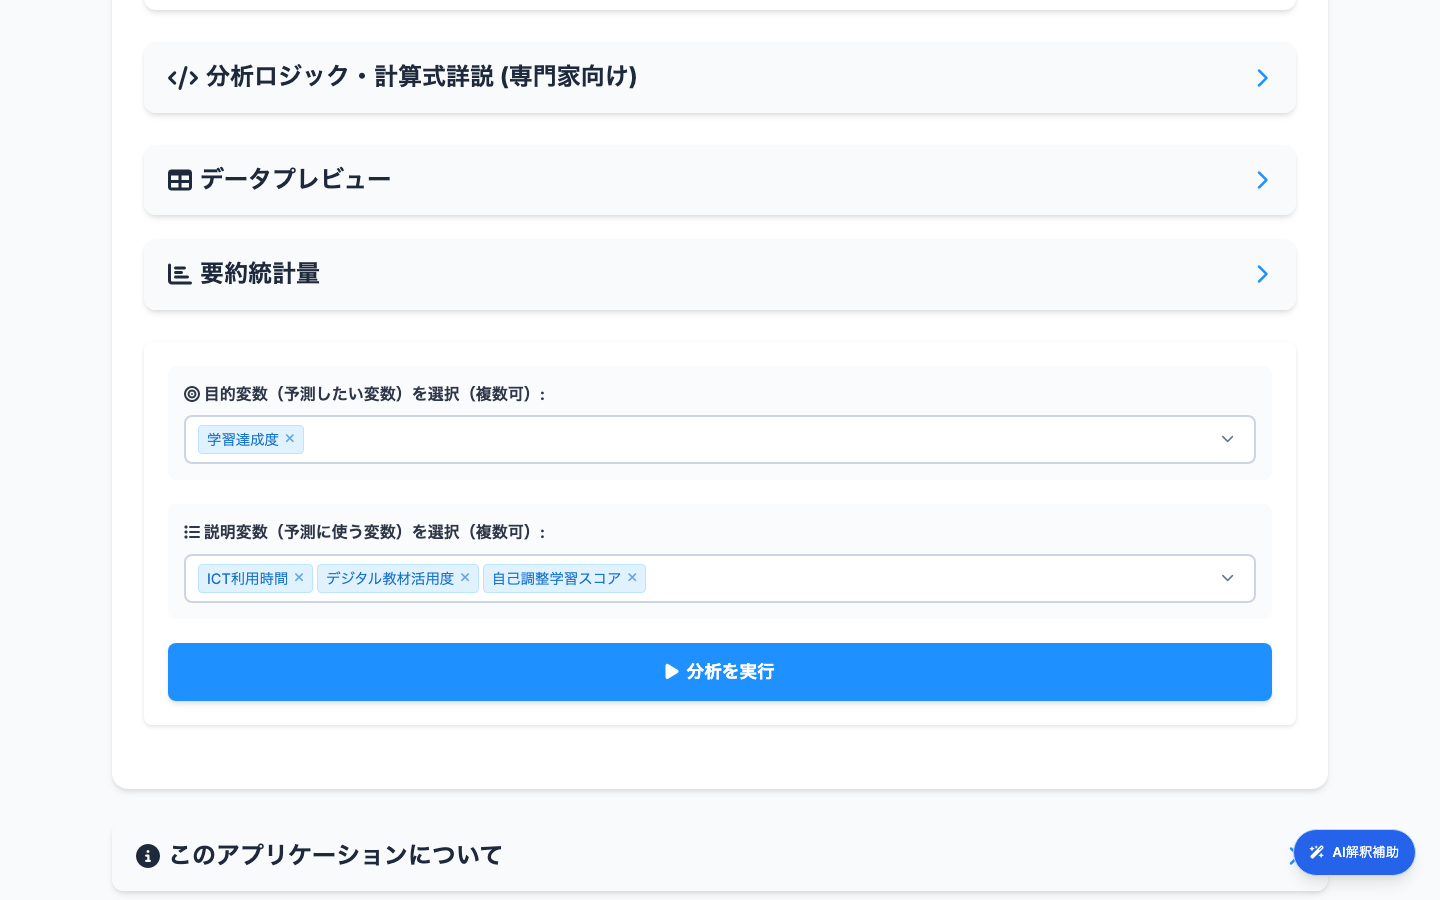 分析ロジック・計算式詳説 (専門家向け)
データプレビュー
要約統計量
目的変数（予測したい変数）を選択（複数可）:
学習達成度 ×
説明変数（予測に使う変数）を選択（複数可）:
ICT利用時間 × デジタル教材活用度 × 自己調整学習スコア ×
分析を実行
このアプリケーションについて
AI解釈補助